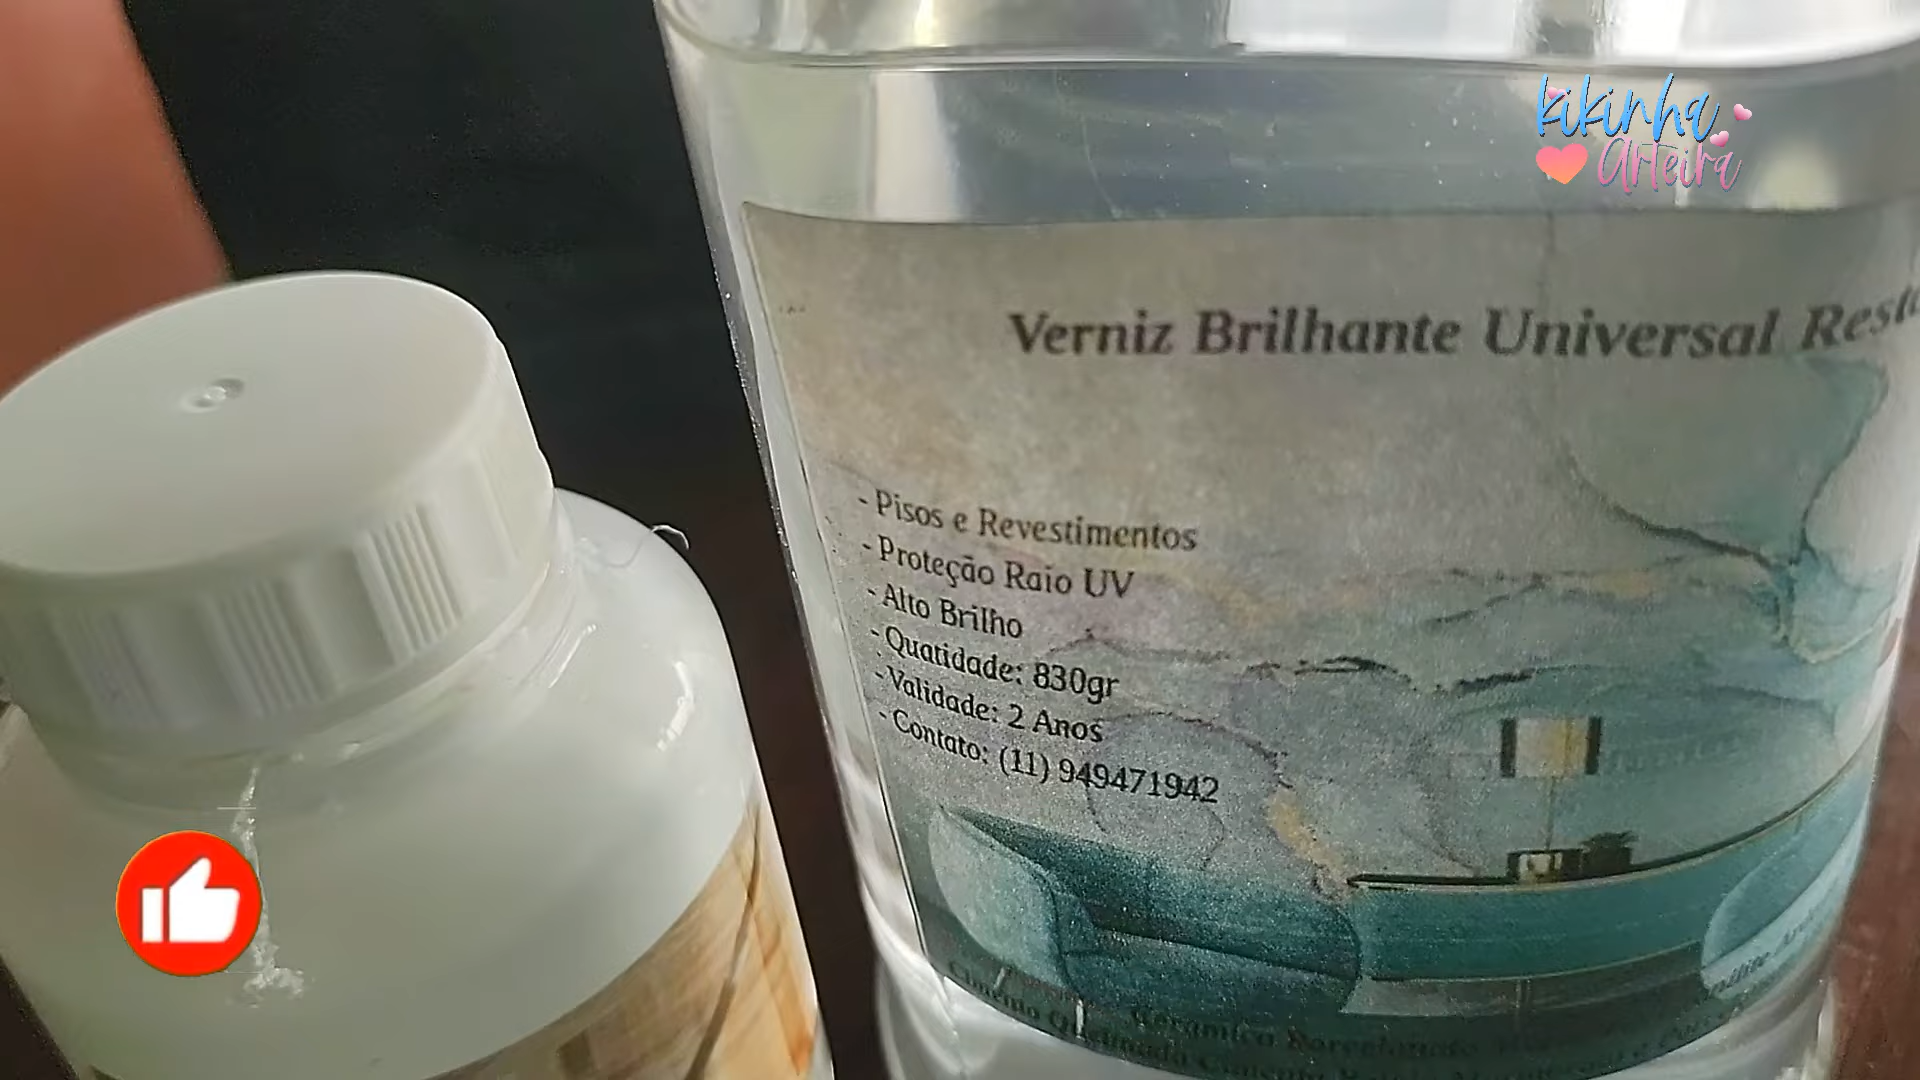 kikinha
arteira
Verniz Brilhante Universal
- Pisos e Revestimentos
- Proteção Raio UV
- Alto Brilho
- Quatidade: 830gr
- Validade: 2 Anos
- Contato: (11) 949471942